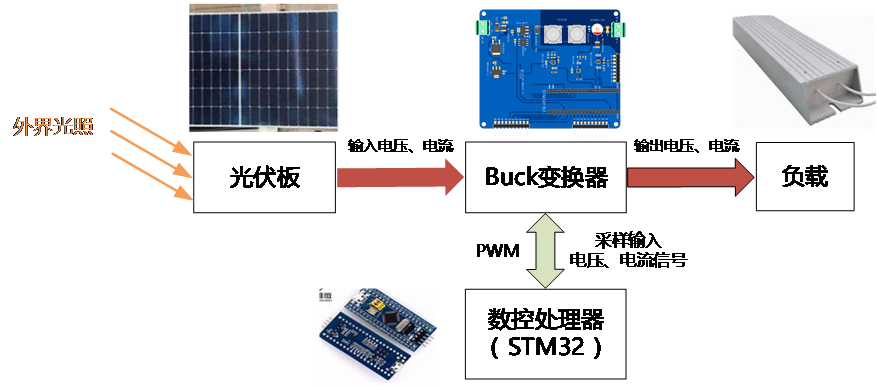 外界光照
光伏板
输入电压、电流
Buck变换器
输出电压、电流
负载
PWM
采样输入
电压、电流信号
数控处理器
（ STM32 ）